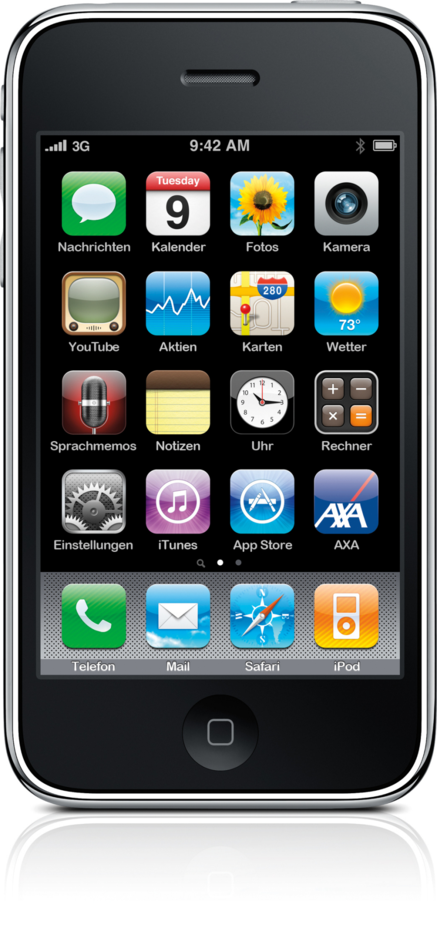 3G 9:42 AM
Tuesday
9
280
73°
Nachrichten Kalender Fotos Kamera
YouTube Aktien Karten Wetter
Sprachmemos Notizen Uhr Rechner
AXA
Einstellungen iTunes App Store AXA
N
Telefon Mail Safari iPod